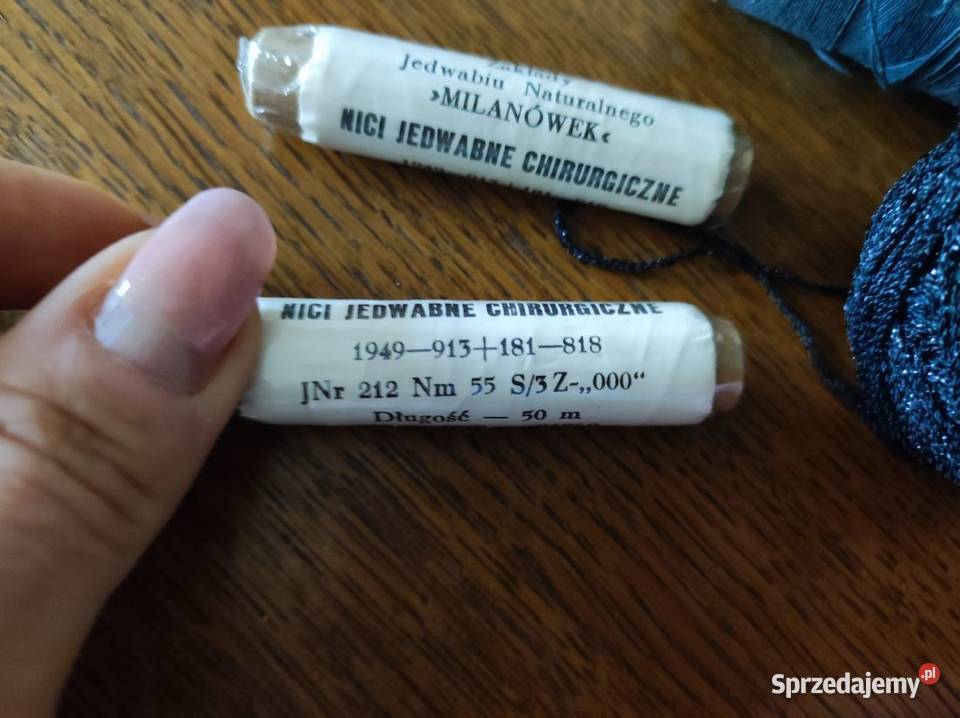 Zakłady
Jedwabiu Naturalnego
›MILANÓWEK‹
NICI JEDWABNE CHIRURGICZNE
NICI JEDWABNE CHIRURGICZNE
1949—913+181—818
JNr 212 Nm 55 S/3 Z-„000“
Długość — 50 m
Sprzedajemy.pl